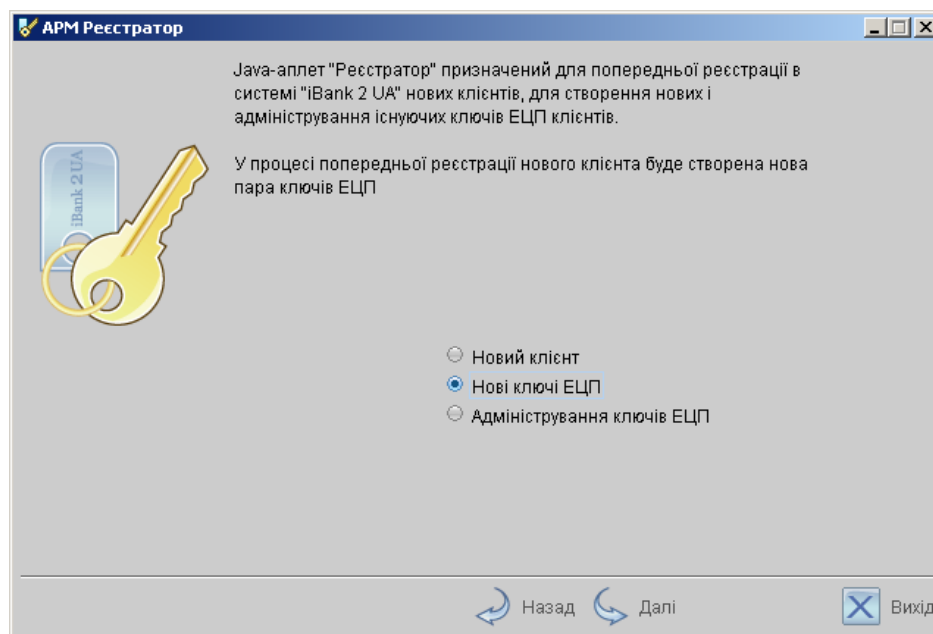 АРМ Реєстратор
Java-аплет "Реєстратор" призначений для попередньої реєстрації в
системі "iBank 2 UA" нових клієнтів, для створення нових і
адміністрування існуючих ключів ЕЦП клієнтів.
У процесі попередньої реєстрації нового клієнта буде створена нова
пара ключів ЕЦП
iBank 2 UA
Новий клієнт
Нові ключі ЕЦП
Адміністрування ключів ЕЦП
Назад Далі Вихід